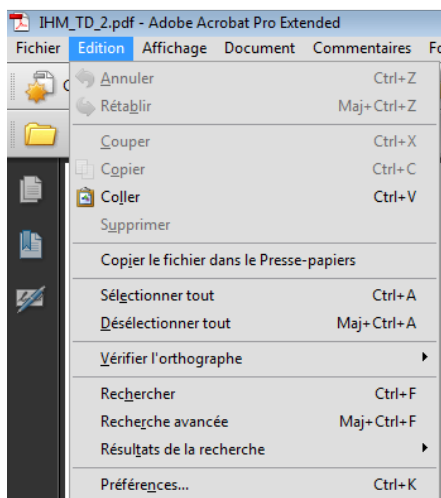 IHM_TD_2.pdf - Adobe Acrobat Pro Extended
Fichier Edition Affichage Document Commentaires
Annuler Ctrl+Z
Rétablir Maj+Ctrl+Z
Couper Ctrl+X
Copier Ctrl+C
Coller Ctrl+V
Supprimer
Copier le fichier dans le Presse-papiers
Sélectionner tout Ctrl+A
Désélectionner tout Maj+Ctrl+A
Vérifier l'orthographe
Rechercher Ctrl+F
Recherche avancée Maj+Ctrl+F
Résultats de la recherche
Préférences... Ctrl+K